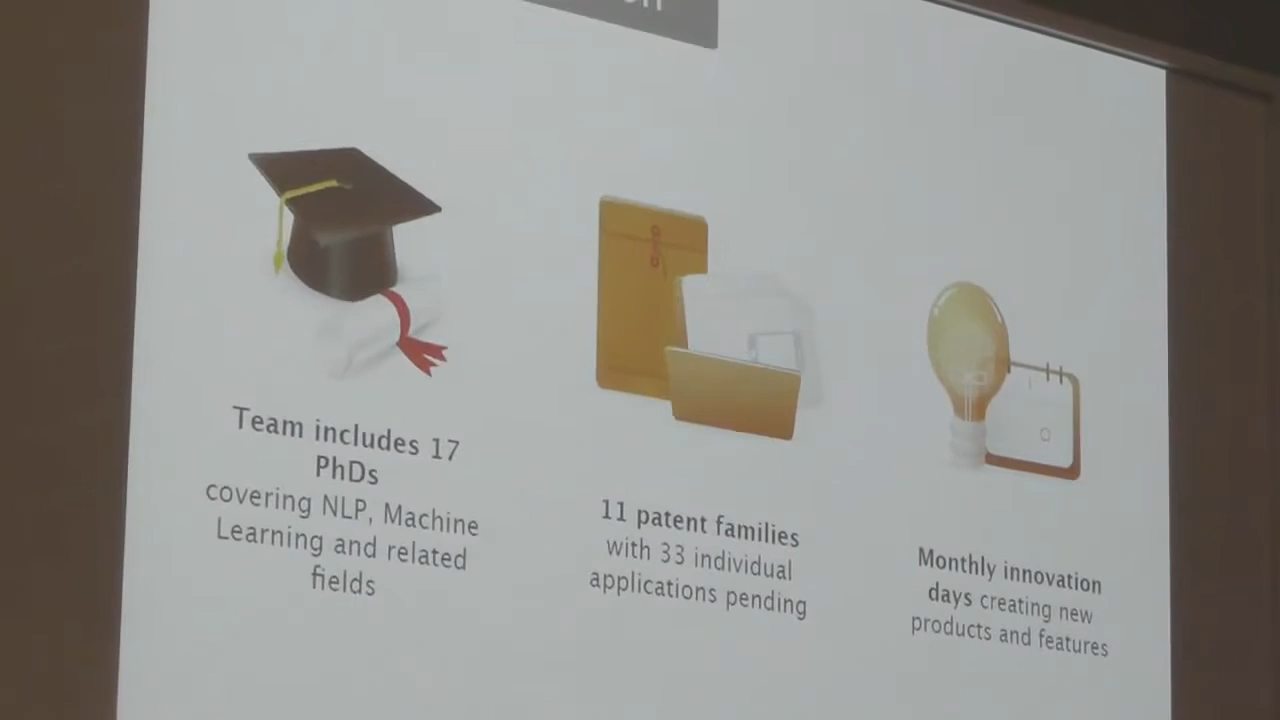 Team includes 17
PhDs
covering NLP, Machine
Learning and related
fields
11 patent families
with 33 individual
applications pending
Monthly innovation
days creating new
products and features